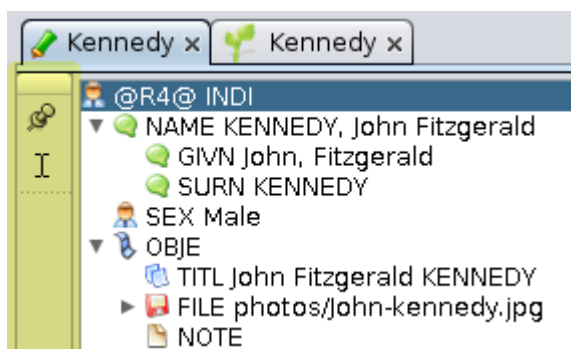 Kennedy x Kennedy x
@R4@ INDI
NAME KENNEDY, John Fitzgerald
GIVN John, Fitzgerald
SURN KENNEDY
SEX Male
OBJE
TITL John Fitzgerald KENNEDY
FILE photos/John-kennedy.jpg
NOTE